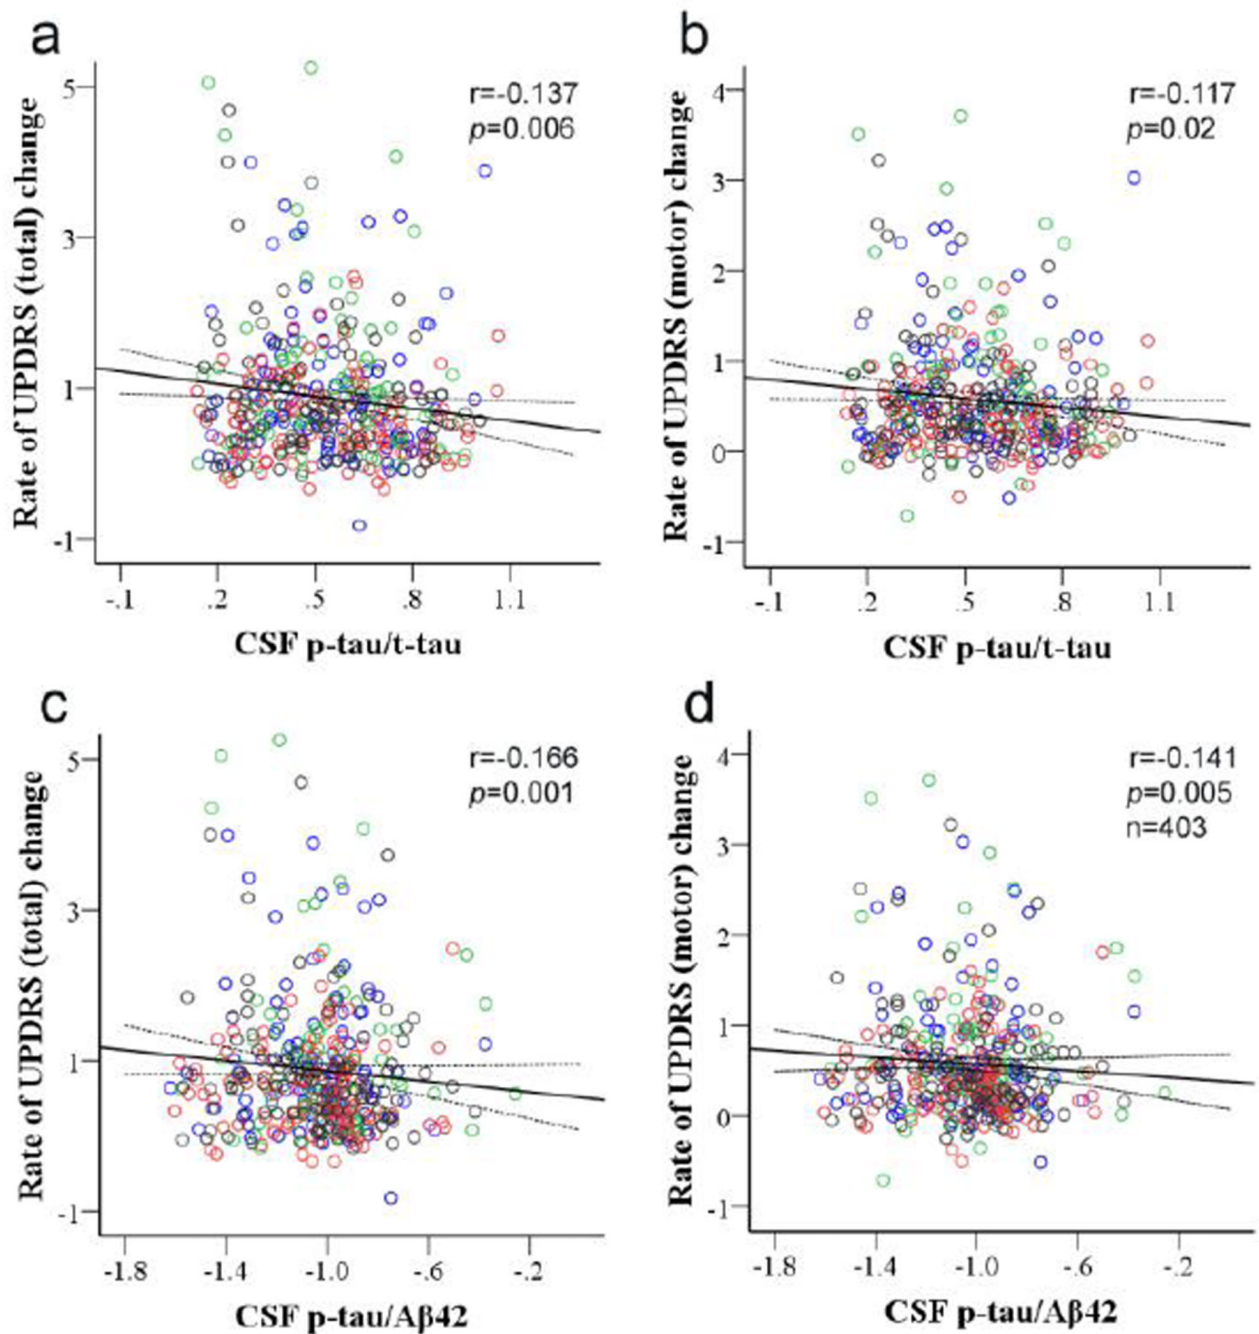 a
r=-0.137
p=0.006
Rate of UPDRS (total) change
5
3
1
-1
-.1 .2 .5 .8 1.1
CSF p-tau/t-tau
b
r=-0.117
p=0.02
Rate of UPDRS (motor) change
4
3
2
1
0
-1
-.1 .2 .5 .8 1.1
CSF p-tau/t-tau
c
r=-0.166
p=0.001
Rate of UPDRS (total) change
5
3
1
-1
-1.8 -1.4 -1.0 -.6 -.2
CSF p-tau/Aβ42
d
r=-0.141
p=0.005
n=403
Rate of UPDRS (motor) change
4
3
2
1
0
-1
-1.8 -1.4 -1.0 -.6 -.2
CSF p-tau/Aβ42